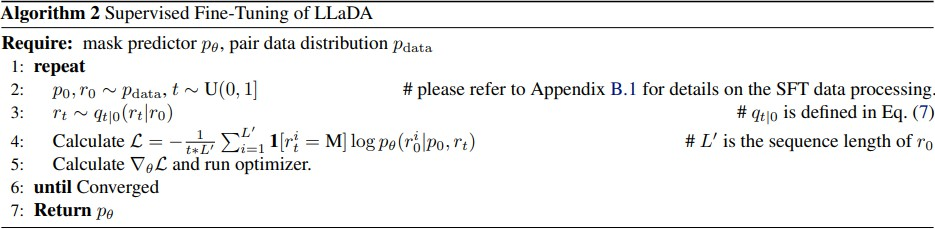 Algorithm 2 Supervised Fine-Tuning of LLaDA
Require: mask predictor $p_\theta$, pair data distribution $p_{\text{data}}$
1: repeat
2: $p_0, r_0 \sim p_{\text{data}}, t \sim \mathrm{U}(0, 1]$ # please refer to Appendix B.1 for details on the SFT data processing.
3: $r_t \sim q_{t|0}(r_t|r_0)$ # $q_{t|0}$ is defined in Eq. (7)
4: Calculate $\mathcal{L} = -\frac{1}{t*L'} \sum_{i=1}^{L'} \mathbf{1}[r_t^i = \mathrm{M}] \log p_\theta(r_0^i|p_0, r_t)$ # $L'$ is the sequence length of $r_0$
5: Calculate $\nabla_\theta \mathcal{L}$ and run optimizer.
6: until Converged
7: Return $p_\theta$